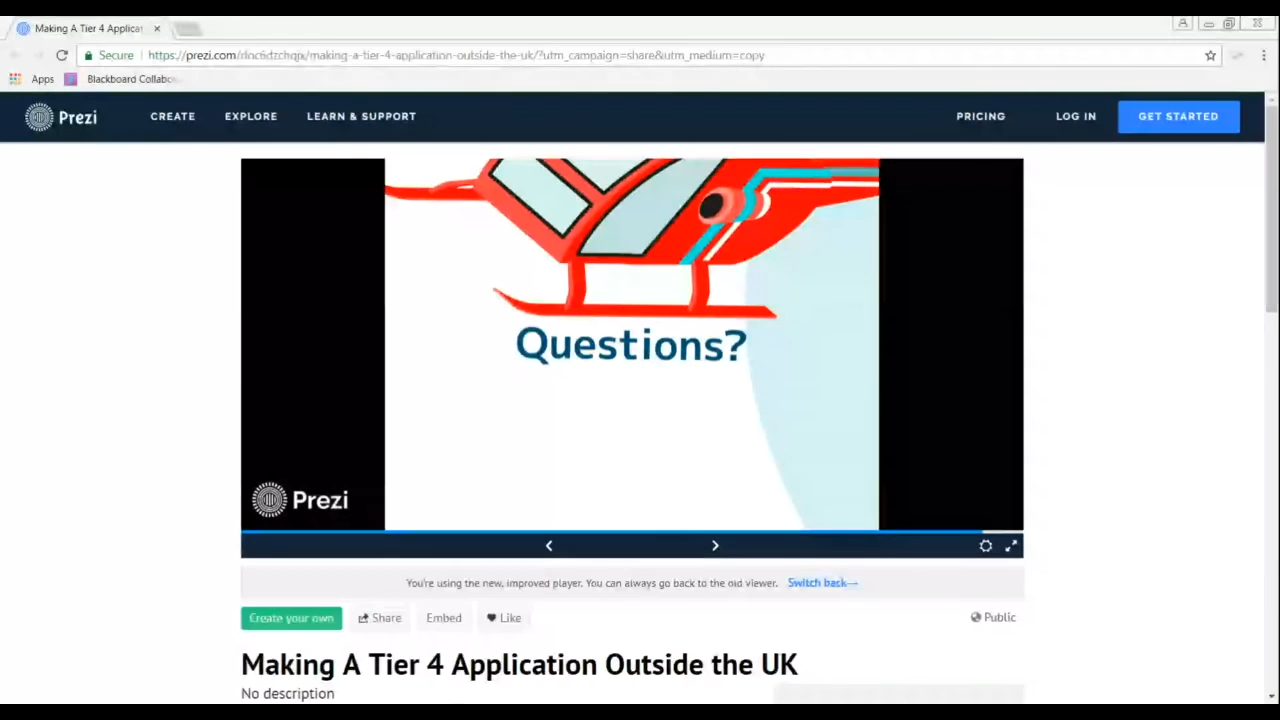 Making A Tier 4 Applicat
Secure https://prezi.com/rloc6dzchqjx/making-a-tier-4-application-outside-the-uk/?utm_campaign=share&utm_medium=copy
Apps Blackboard Collabo
Prezi CREATE EXPLORE LEARN & SUPPORT PRICING LOG IN GET STARTED
Questions?
Prezi
You're using the new, improved player. You can always go back to the old viewer. Switch back→
Create your own Share Embed Like Public
Making A Tier 4 Application Outside the UK
No description